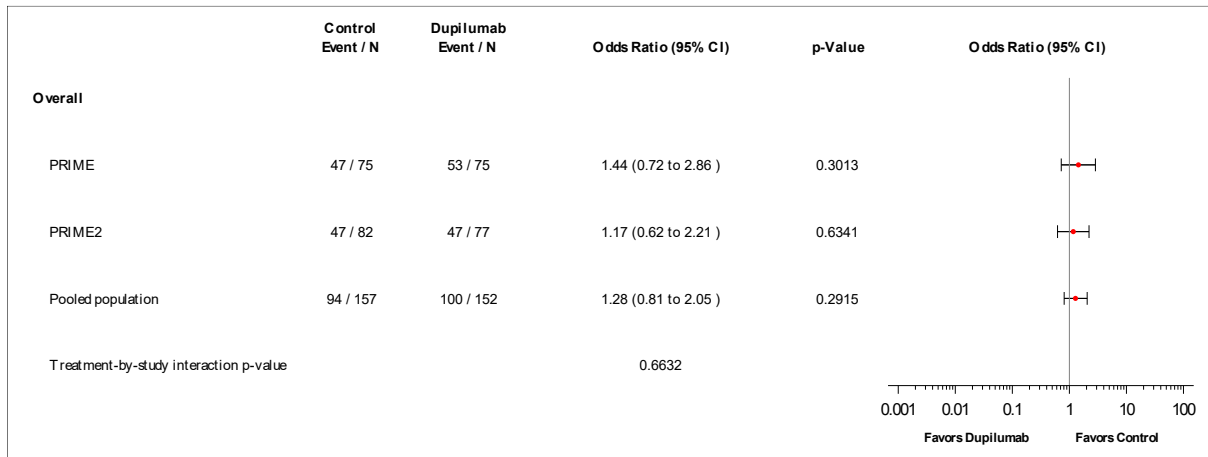 Control Dupilumab
Event / N Event / N Odds Ratio (95% CI) p-Value Odds Ratio (95% CI)
Overall
PRIME 47 / 75 53 / 75 1.44 (0.72 to 2.86 ) 0.3013
PRIME2 47 / 82 47 / 77 1.17 (0.62 to 2.21 ) 0.6341
Pooled population 94 / 157 100 / 152 1.28 (0.81 to 2.05 ) 0.2915
Treatment-by-study interaction p-value 0.6632
0.001 0.01 0.1 1 10 100
Favors Dupilumab Favors Control